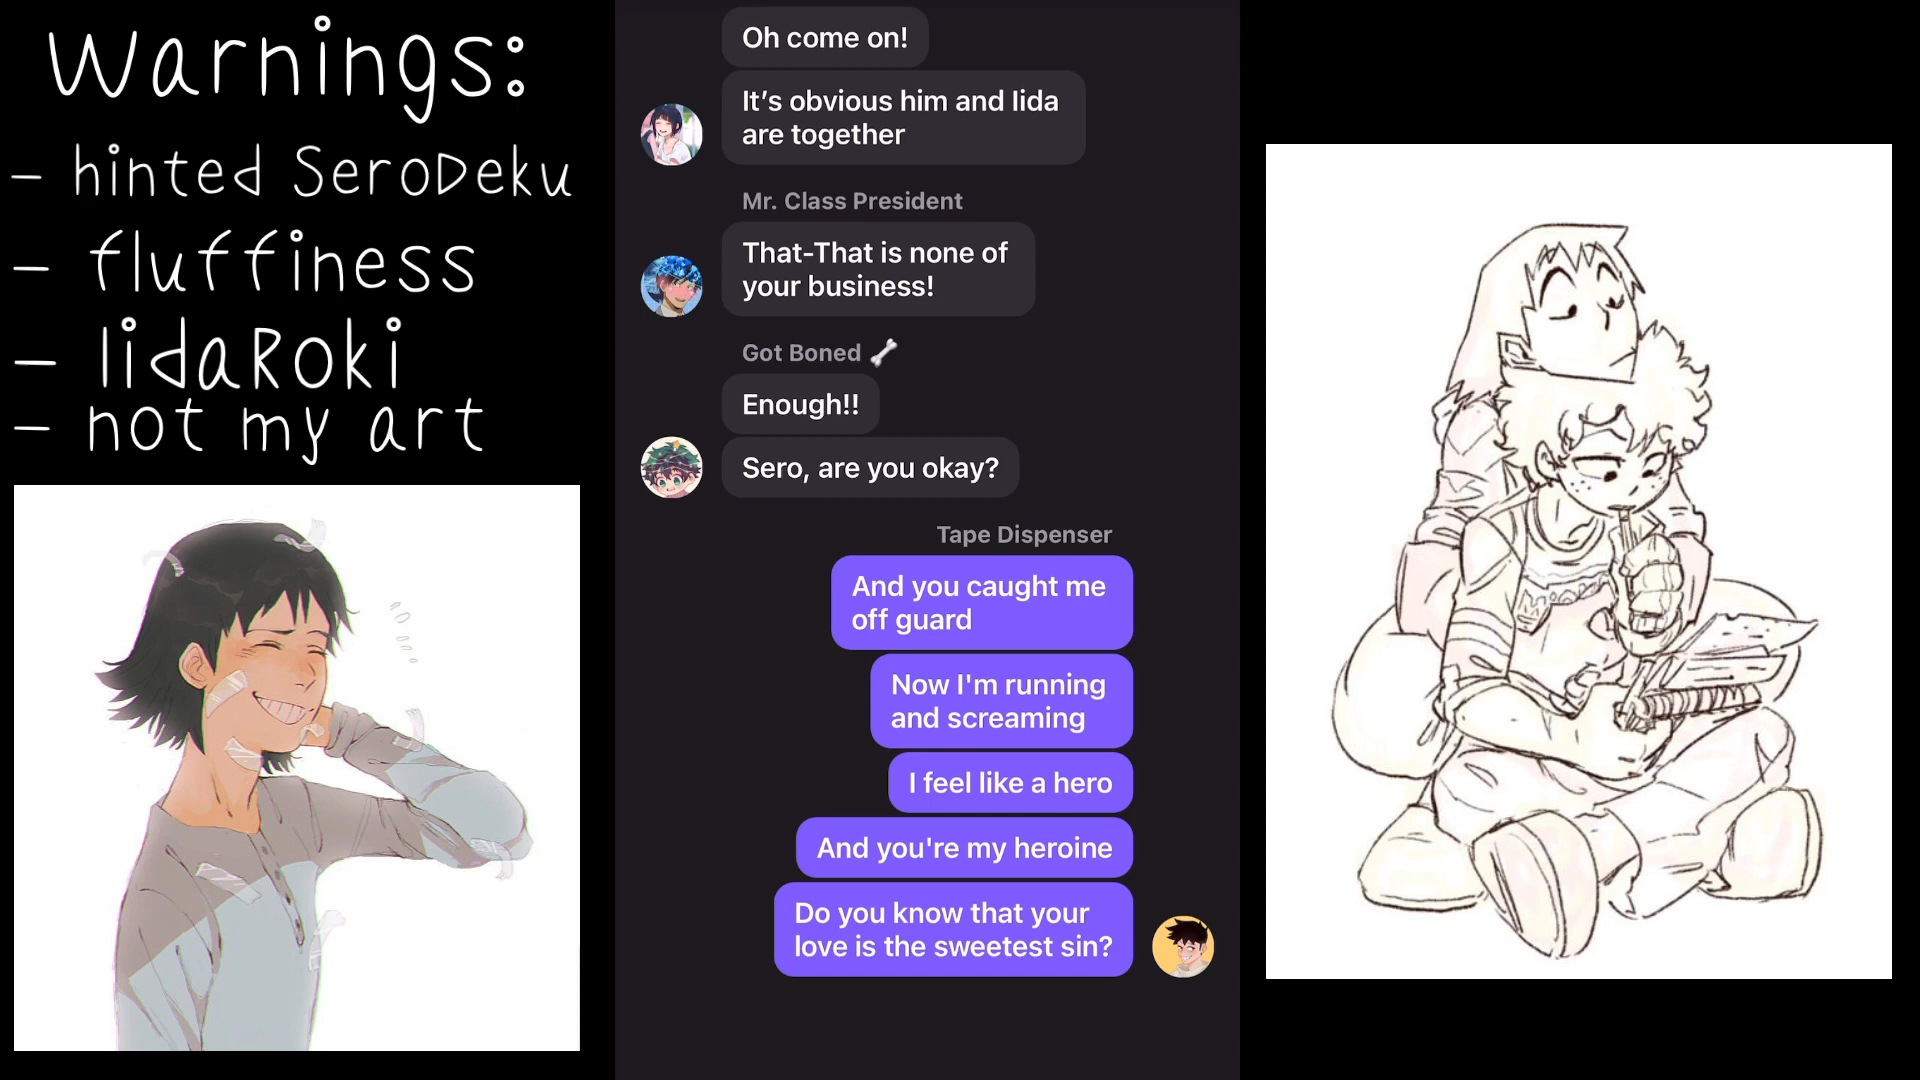 Warnings:
- hinted SeroDeku
- fluffiness
- IidaRoki
- not my art
Oh come on!
It’s obvious him and Iida
are together
Mr. Class President
That-That is none of
your business!
Got Boned 🦴
Enough!!
Sero, are you okay?
Tape Dispenser
And you caught me
off guard
Now I'm running
and screaming
I feel like a hero
And you're my heroine
Do you know that your
love is the sweetest sin?